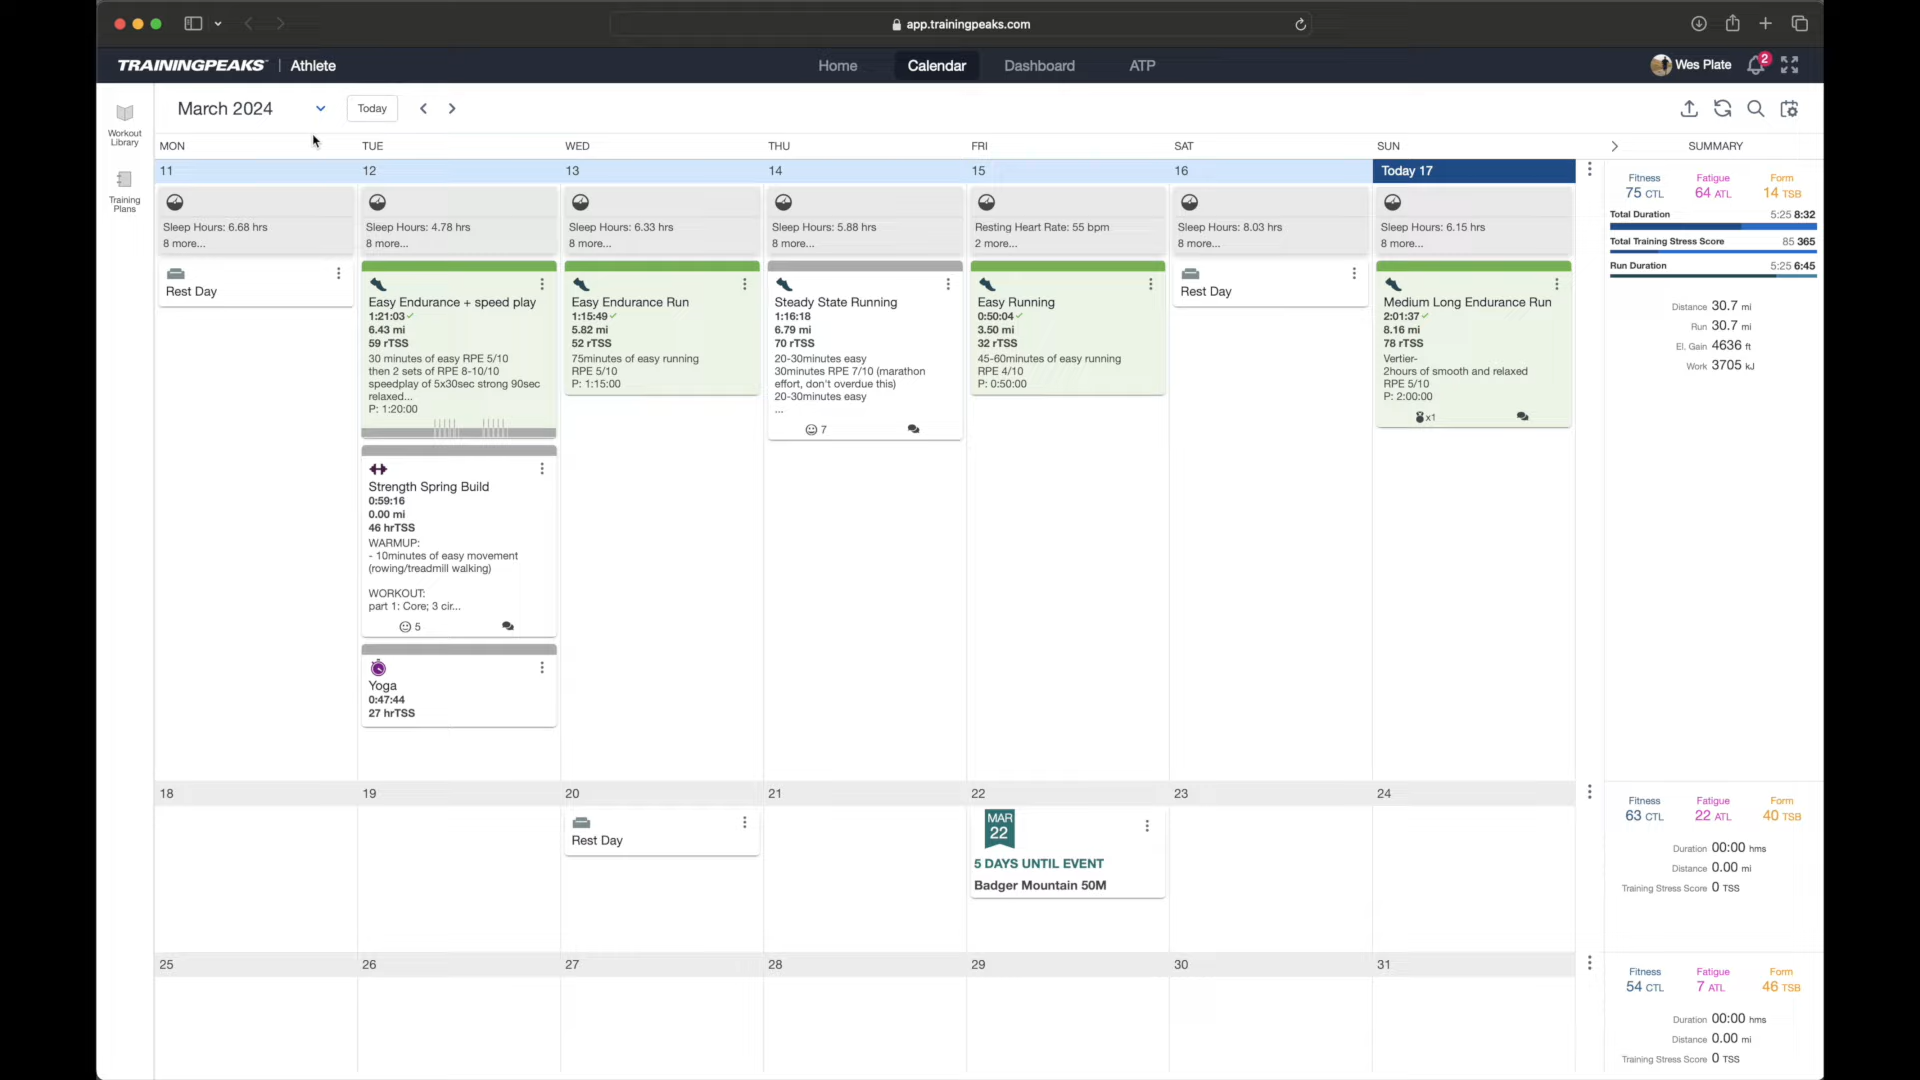 app.trainingpeaks.com
TRAININGPEAKS | Athlete
Home
Calendar
Dashboard
ATP
Wes Plate
2
March 2024
Today
Workout
Library
Training
Plans
MON
TUE
WED
THU
FRI
SAT
SUN
SUMMARY
11
12
13
14
15
16
Today 17
Sleep Hours: 6.68 hrs
8 more...
Rest Day
Sleep Hours: 4.78 hrs
8 more...
Easy Endurance + speed play
1:21:03
6.43 mi
59 rTSS
30 minutes of easy RPE 5/10
then 2 sets of RPE 8-10/10
speedplay of 5x30sec strong 90sec
relaxed...
P: 1:20:00
Strength Spring Build
0:59:16
0.00 mi
46 hrTSS
WARMUP:
- 10minutes of easy movement
(rowing/treadmill walking)
WORKOUT:
part 1: Core; 3 cir...
5
Yoga
0:47:44
27 hrTSS
Sleep Hours: 6.33 hrs
8 more...
Easy Endurance Run
1:15:49
5.82 mi
52 rTSS
75minutes of easy running
RPE 5/10
P: 1:15:00
Sleep Hours: 5.88 hrs
8 more...
Steady State Running
1:16:18
6.79 mi
70 rTSS
20-30minutes easy
30minutes RPE 7/10 (marathon
effort, don't overdue this)
20-30minutes easy
...
7
Resting Heart Rate: 55 bpm
2 more...
Easy Running
0:50:04
3.50 mi
32 rTSS
45-60minutes of easy running
RPE 4/10
P: 0:50:00
Sleep Hours: 8.03 hrs
8 more...
Rest Day
Sleep Hours: 6.15 hrs
8 more...
Medium Long Endurance Run
2:01:37
8.16 mi
78 rTSS
Vertier-
2hours of smooth and relaxed
RPE 5/10
P: 2:00:00
x1
Fitness
75 CTL
Fatigue
64 ATL
Form
14 TSB
Total Duration 5:25 8:32
Total Training Stress Score 85 365
Run Duration 5:25 6:45
Distance 30.7 mi
Run 30.7 mi
El. Gain 4636 ft
Work 3705 kJ
18
19
20
21
22
23
24
Rest Day
MAR
22
5 DAYS UNTIL EVENT
Badger Mountain 50M
Fitness
63 CTL
Fatigue
22 ATL
Form
40 TSB
Duration 00:00 hms
Distance 0.00 mi
Training Stress Score 0 TSS
25
26
27
28
29
30
31
Fitness
54 CTL
Fatigue
7 ATL
Form
46 TSB
Duration 00:00 hms
Distance 0.00 mi
Training Stress Score 0 TSS